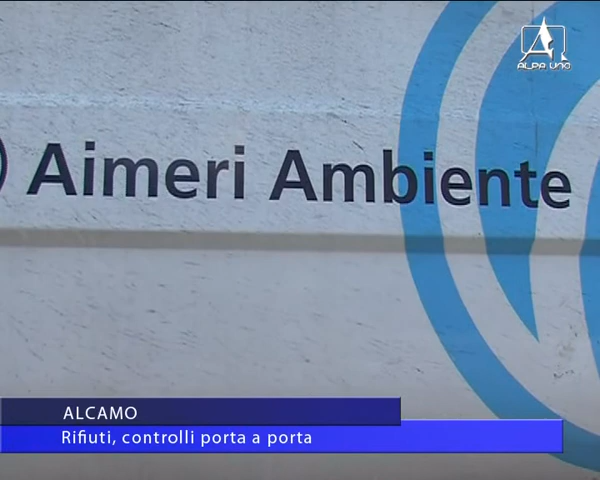 ALPA UNO
Aimeri Ambiente
ALCAMO
Rifiuti, controlli porta a porta